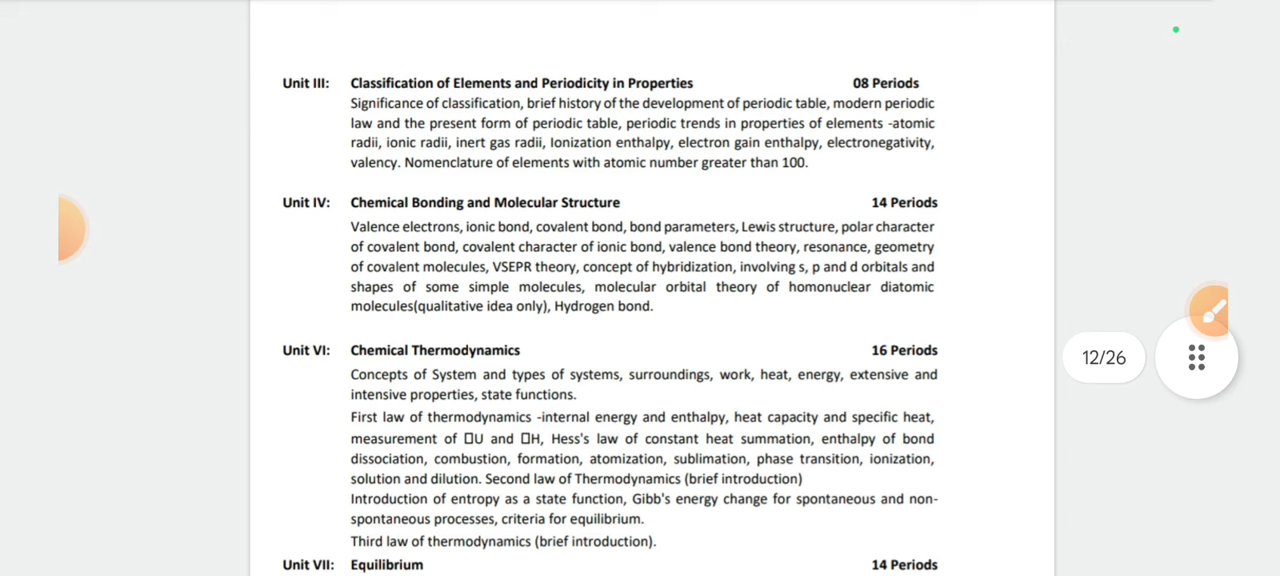 Unit III: Classification of Elements and Periodicity in Properties 08 Periods
Significance of classification, brief history of the development of periodic table, modern periodic
law and the present form of periodic table, periodic trends in properties of elements -atomic
radii, ionic radii, inert gas radii, Ionization enthalpy, electron gain enthalpy, electronegativity,
valency. Nomenclature of elements with atomic number greater than 100.
Unit IV: Chemical Bonding and Molecular Structure 14 Periods
Valence electrons, ionic bond, covalent bond, bond parameters, Lewis structure, polar character
of covalent bond, covalent character of ionic bond, valence bond theory, resonance, geometry
of covalent molecules, VSEPR theory, concept of hybridization, involving s, p and d orbitals and
shapes of some simple molecules, molecular orbital theory of homonuclear diatomic
molecules(qualitative idea only), Hydrogen bond.
Unit VI: Chemical Thermodynamics 16 Periods
12/26
Concepts of System and types of systems, surroundings, work, heat, energy, extensive and
intensive properties, state functions.
First law of thermodynamics -internal energy and enthalpy, heat capacity and specific heat,
measurement of □U and □H, Hess's law of constant heat summation, enthalpy of bond
dissociation, combustion, formation, atomization, sublimation, phase transition, ionization,
solution and dilution. Second law of Thermodynamics (brief introduction)
Introduction of entropy as a state function, Gibb's energy change for spontaneous and non-
spontaneous processes, criteria for equilibrium.
Third law of thermodynamics (brief introduction).
Unit VII: Equilibrium 14 Periods